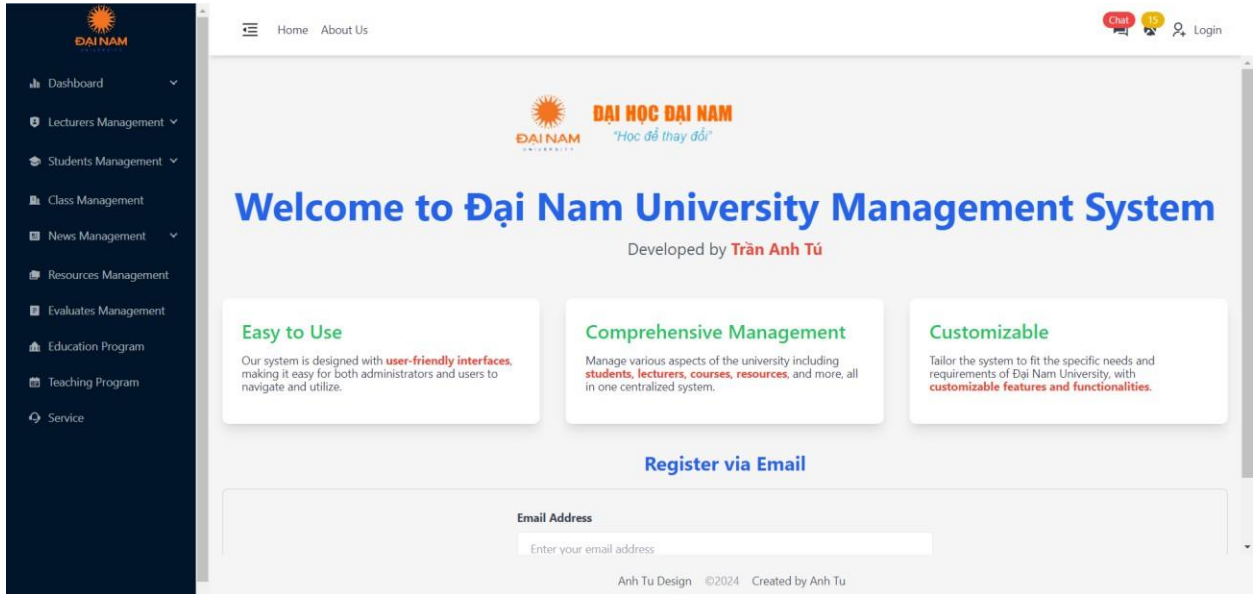 ĐẠI NAM
UNIVERSITY
Dashboard
Lecturers Management
Students Management
Class Management
News Management
Resources Management
Evaluates Management
Education Program
Teaching Program
Service
Home About Us
Chat 15 Login
ĐẠI NAM
UNIVERSITY
ĐẠI HỌC ĐẠI NAM
"Học để thay đổi"
Welcome to Đại Nam University Management System
Developed by Trần Anh Tú
Easy to Use
Our system is designed with user-friendly interfaces,
making it easy for both administrators and users to
navigate and utilize.
Comprehensive Management
Manage various aspects of the university including
students, lecturers, courses, resources, and more, all
in one centralized system.
Customizable
Tailor the system to fit the specific needs and
requirements of Đại Nam University, with
customizable features and functionalities.
Register via Email
Email Address
Enter your email address
Anh Tu Design ©2024 Created by Anh Tu